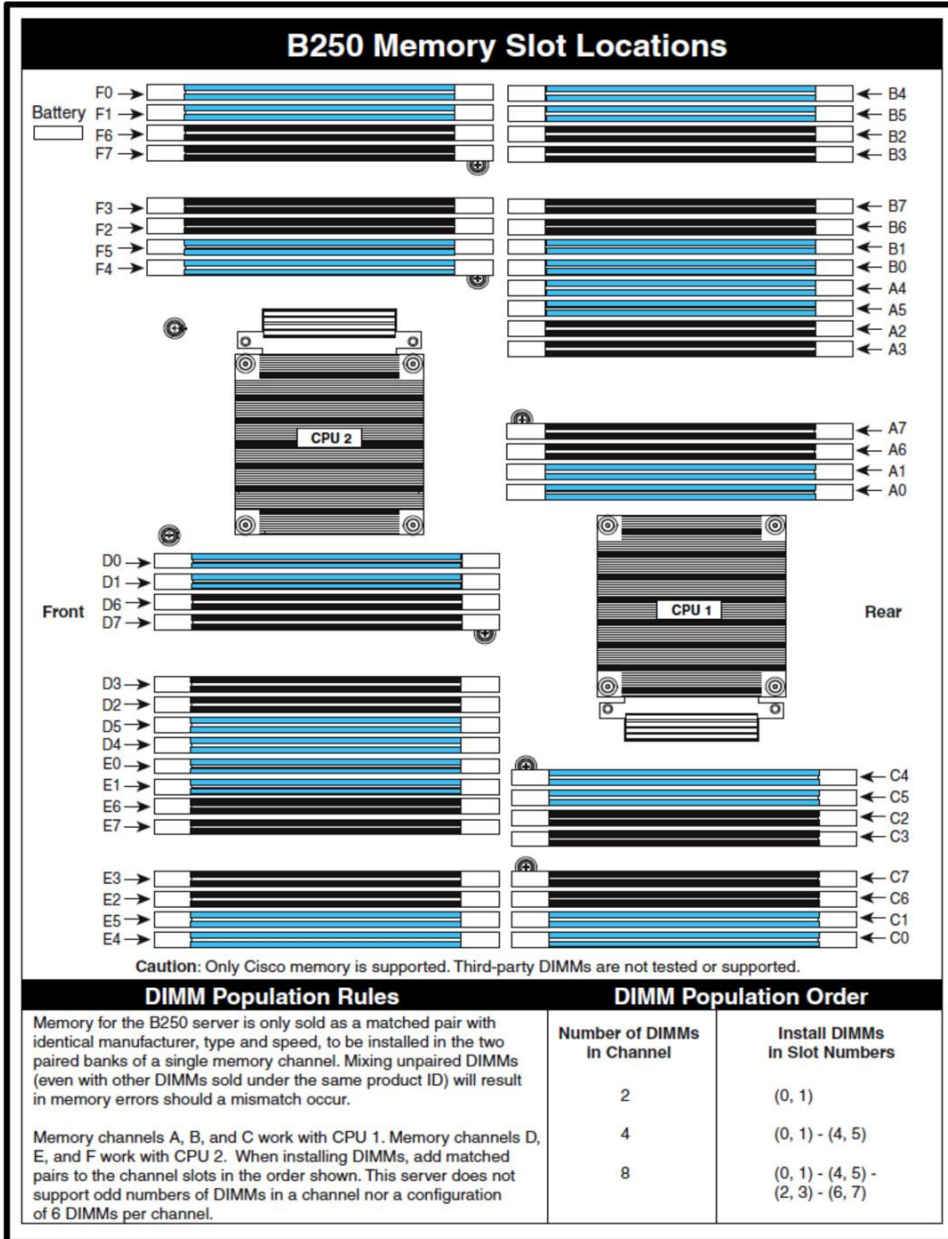 B250 Memory Slot Locations
Battery
F0
F1
F6
F7
F3
F2
F5
F4
B4
B5
B2
B3
B7
B6
B1
B0
A4
A5
A2
A3
CPU 2
A7
A6
A1
A0
Front
D0
D1
D6
D7
CPU 1
Rear
D3
D2
D5
D4
E0
E1
E6
E7
C4
C5
C2
C3
E3
E2
E5
E4
C7
C6
C1
C0
Caution: Only Cisco memory is supported. Third-party DIMMs are not tested or supported.
DIMM Population Rules
Memory for the B250 server is only sold as a matched pair with
identical manufacturer, type and speed, to be installed in the two
paired banks of a single memory channel. Mixing unpaired DIMMs
(even with other DIMMs sold under the same product ID) will result
in memory errors should a mismatch occur.
Memory channels A, B, and C work with CPU 1. Memory channels D,
E, and F work with CPU 2. When installing DIMMs, add matched
pairs to the channel slots in the order shown. This server does not
support odd numbers of DIMMs in a channel nor a configuration
of 6 DIMMs per channel.
DIMM Population Order
Number of DIMMs
in Channel
Install DIMMs
in Slot Numbers
2 (0, 1)
4 (0, 1) - (4, 5)
8 (0, 1) - (4, 5) -
(2, 3) - (6, 7)